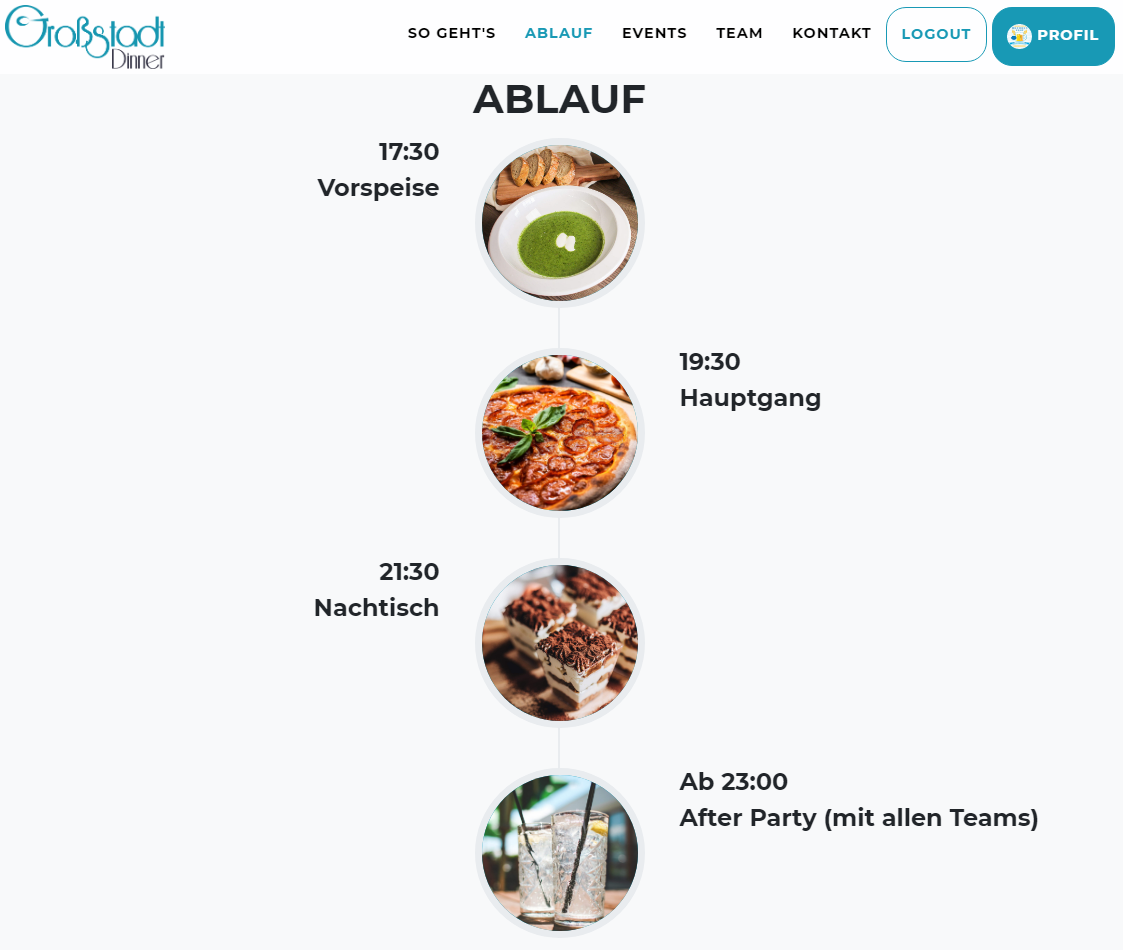 Großstadt
Dinner
SO GEHT'S ABLAUF EVENTS TEAM KONTAKT LOGOUT PROFIL
ABLAUF
17:30
Vorspeise
19:30
Hauptgang
21:30
Nachtisch
Ab 23:00
After Party (mit allen Teams)